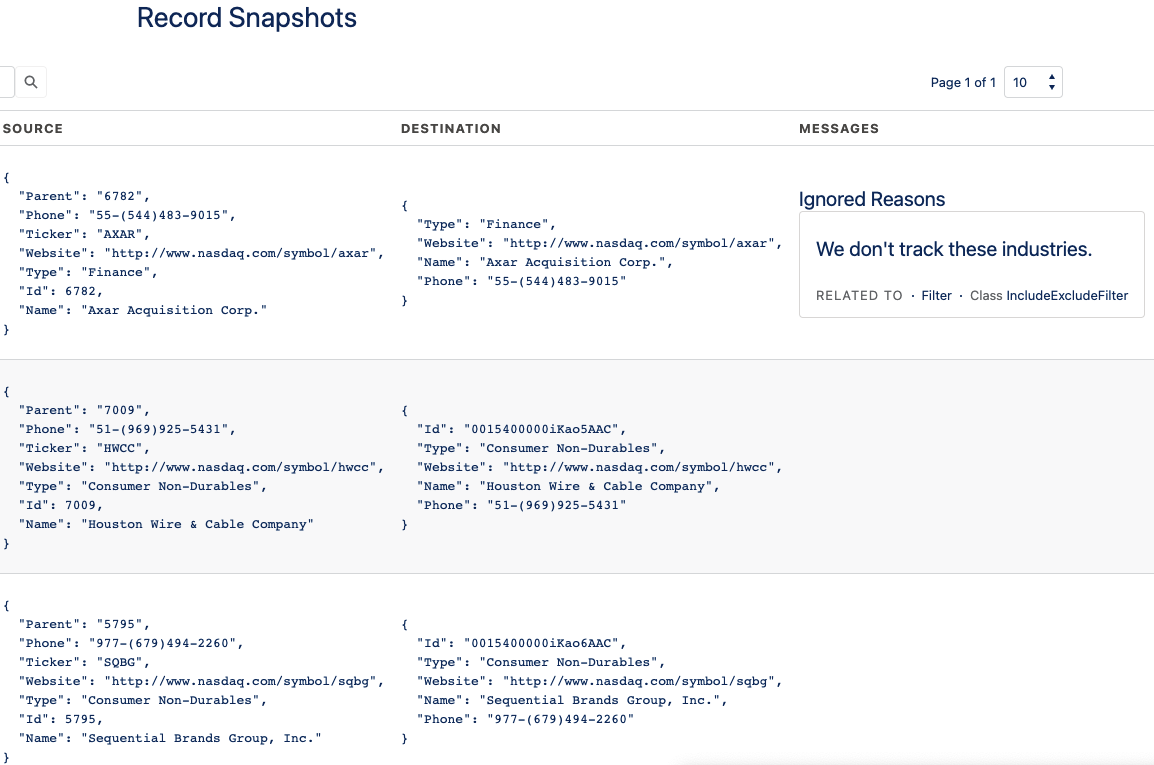 Record Snapshots
Page 1 of 1 10
SOURCE DESTINATION MESSAGES
{
"Parent": "6782",
"Phone": "55-(544)483-9015",
"Ticker": "AXAR",
"Website": "http://www.nasdaq.com/symbol/axar",
"Type": "Finance",
"Id": 6782,
"Name": "Axar Acquisition Corp."
}
{
"Type": "Finance",
"Website": "http://www.nasdaq.com/symbol/axar",
"Name": "Axar Acquisition Corp.",
"Phone": "55-(544)483-9015"
}
Ignored Reasons
We don't track these industries.
RELATED TO · Filter · Class IncludeExcludeFilter
{
"Parent": "7009",
"Phone": "51-(969)925-5431",
"Ticker": "HWCC",
"Website": "http://www.nasdaq.com/symbol/hwcc",
"Type": "Consumer Non-Durables",
"Id": 7009,
"Name": "Houston Wire & Cable Company"
}
{
"Id": "0015400000iKao5AAC",
"Type": "Consumer Non-Durables",
"Website": "http://www.nasdaq.com/symbol/hwcc",
"Name": "Houston Wire & Cable Company",
"Phone": "51-(969)925-5431"
}
{
"Parent": "5795",
"Phone": "977-(679)494-2260",
"Ticker": "SQBG",
"Website": "http://www.nasdaq.com/symbol/sqbg",
"Type": "Consumer Non-Durables",
"Id": 5795,
"Name": "Sequential Brands Group, Inc."
}
{
"Id": "0015400000iKao6AAC",
"Type": "Consumer Non-Durables",
"Website": "http://www.nasdaq.com/symbol/sqbg",
"Name": "Sequential Brands Group, Inc.",
"Phone": "977-(679)494-2260"
}